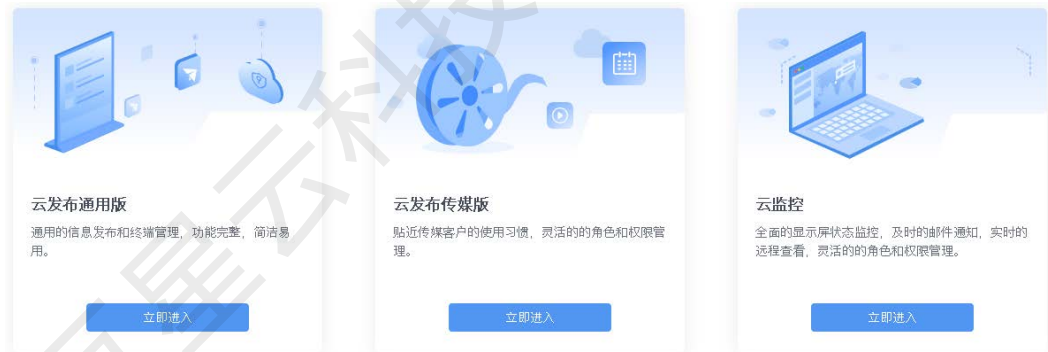 云发布通用版
通用的信息发布和终端管理，功能完整，简洁易
用。
立即进入
云发布传媒版
贴近传媒客户的使用习惯，灵活的的角色和权限管
理。
立即进入
云监控
全面的显示屏状态监控，及时的邮件通知，实时的
远程查看，灵活的的角色和权限管理。
立即进入
星云科技